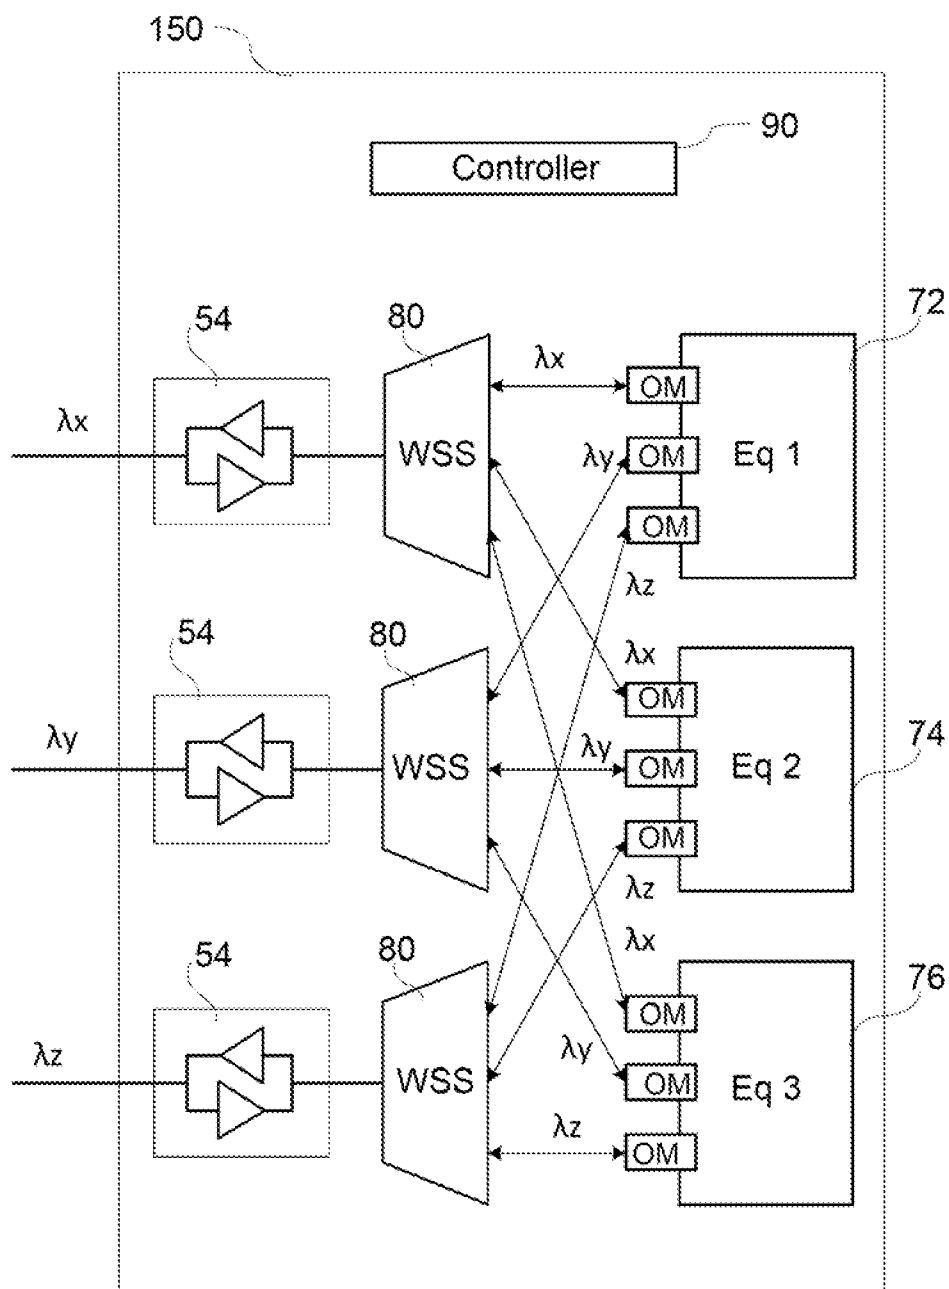 150
90
Controller
72
54
80
λx
OM
λx
WSS
λy
OM
Eq 1
OM
λz
54
80
λx
OM
74
λy
WSS
λy
OM
Eq 2
OM
λz
54
80
λx
76
OM
λz
WSS
λy
OM
Eq 3
λz
OM